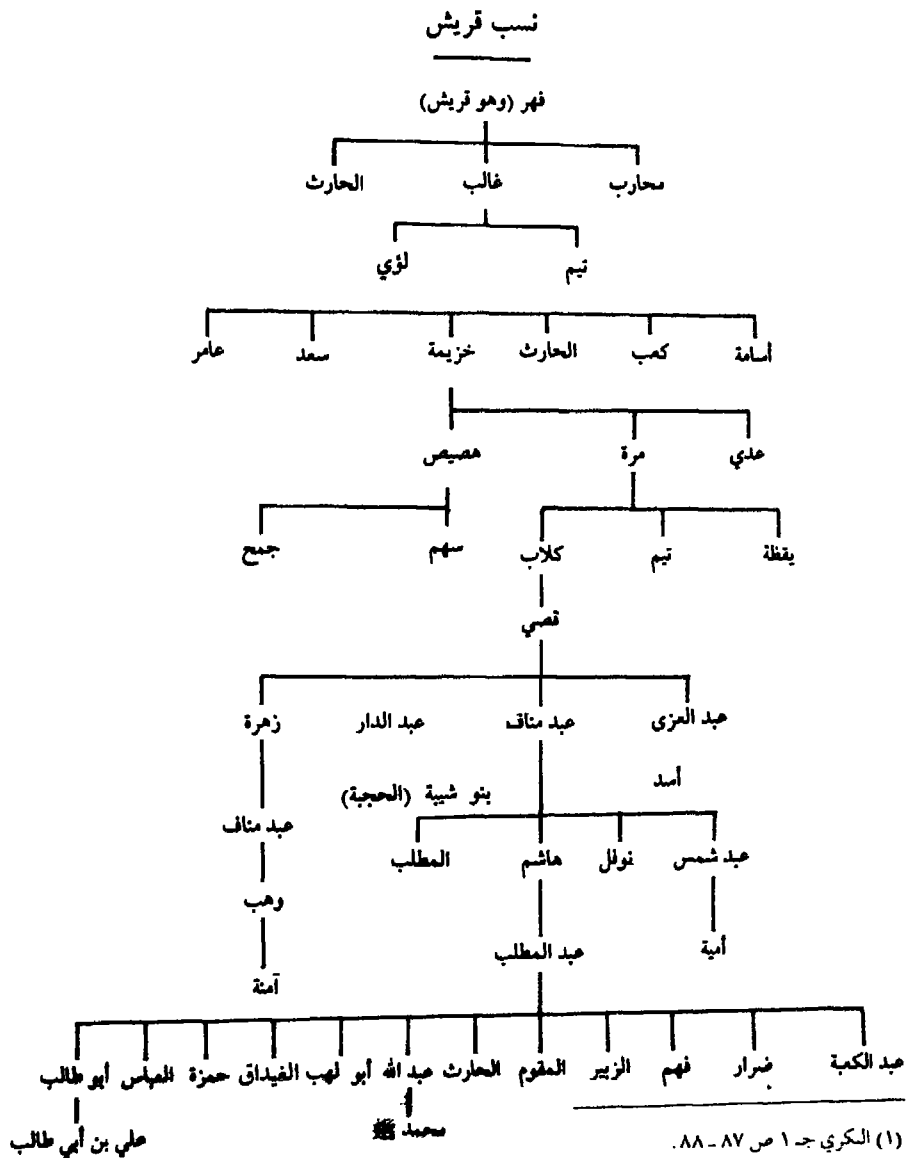 نسب قريش
فهر (وهو قريش)
محارب غالب الحارث
تيم لؤي
أسامة كعب الحارث خزيمة سعد عامر
عدي مرة هصيص
يقظة تيم كلاب سهم جمح
قصي
عبد العزى عبد مناف عبد الدار زهرة
أسد
بنو شيبة (الحجبة)
عبد مناف
عبد شمس نوفل هاشم المطلب
وهب
أمية عبد المطلب
آمنة
عبد الكعبة ضرار فهم الزبير المقوم الحارث عبد الله أبو لهب الغيداق حمزة العباس أبو طالب
محمد ﷺ علي بن أبي طالب
(١) البكري جـ ١ ص ٨٧ ـ ٨٨.